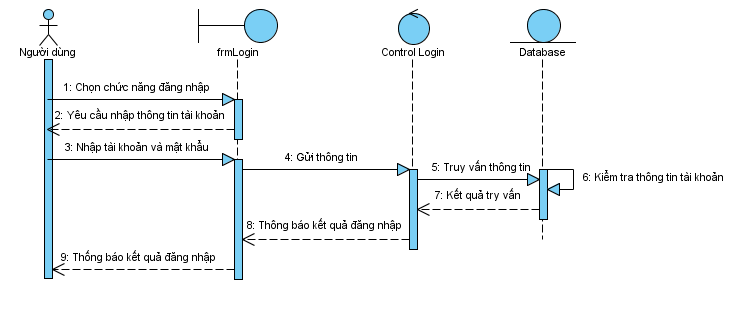 Người dùng
frmLogin
Control Login
Database
1: Chọn chức năng đăng nhập
2: Yêu cầu nhập thông tin tài khoản
3: Nhập tài khoản và mật khẩu
4: Gửi thông tin
5: Truy vấn thông tin
6: Kiểm tra thông tin tài khoản
7: Kết quả try vấn
8: Thông báo kết quả đăng nhập
9: Thống báo kết quả đăng nhập